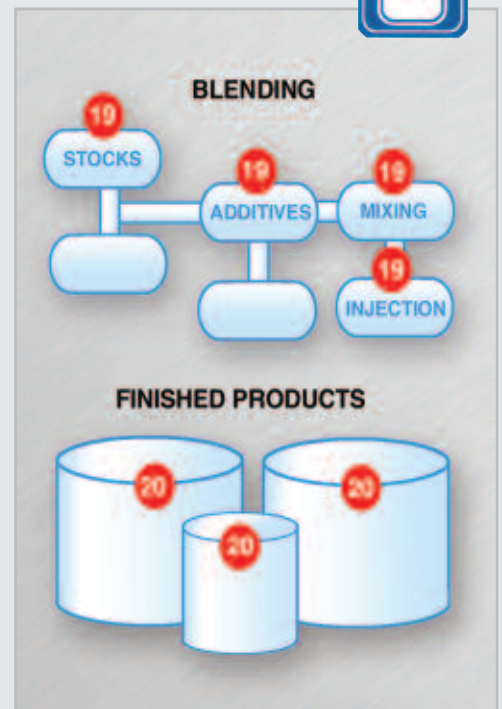 BLENDING
19
STOCKS
19
19
ADDITIVES
MIXING
19
INJECTION
FINISHED PRODUCTS
20
20
20